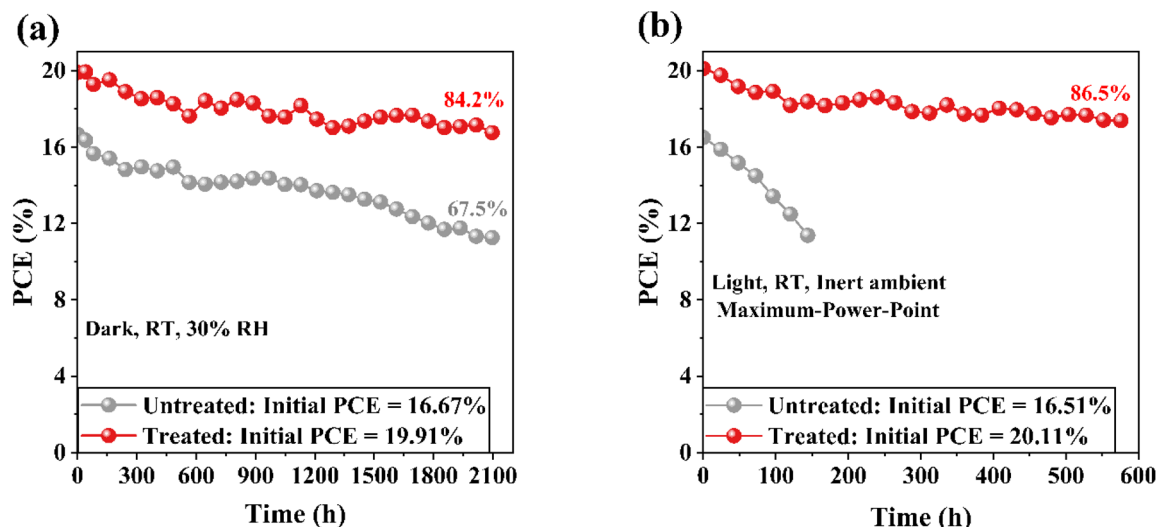 (a)
PCE (%)
20
16
12
8
4
0
84.2%
67.5%
Dark, RT, 30% RH
Untreated: Initial PCE = 16.67%
Treated: Initial PCE = 19.91%
0 300 600 900 1200 1500 1800 2100
Time (h)
(b)
PCE (%)
20
16
12
8
4
0
86.5%
Light, RT, Inert ambient
Maximum-Power-Point
Untreated: Initial PCE = 16.51%
Treated: Initial PCE = 20.11%
0 100 200 300 400 500 600
Time (h)